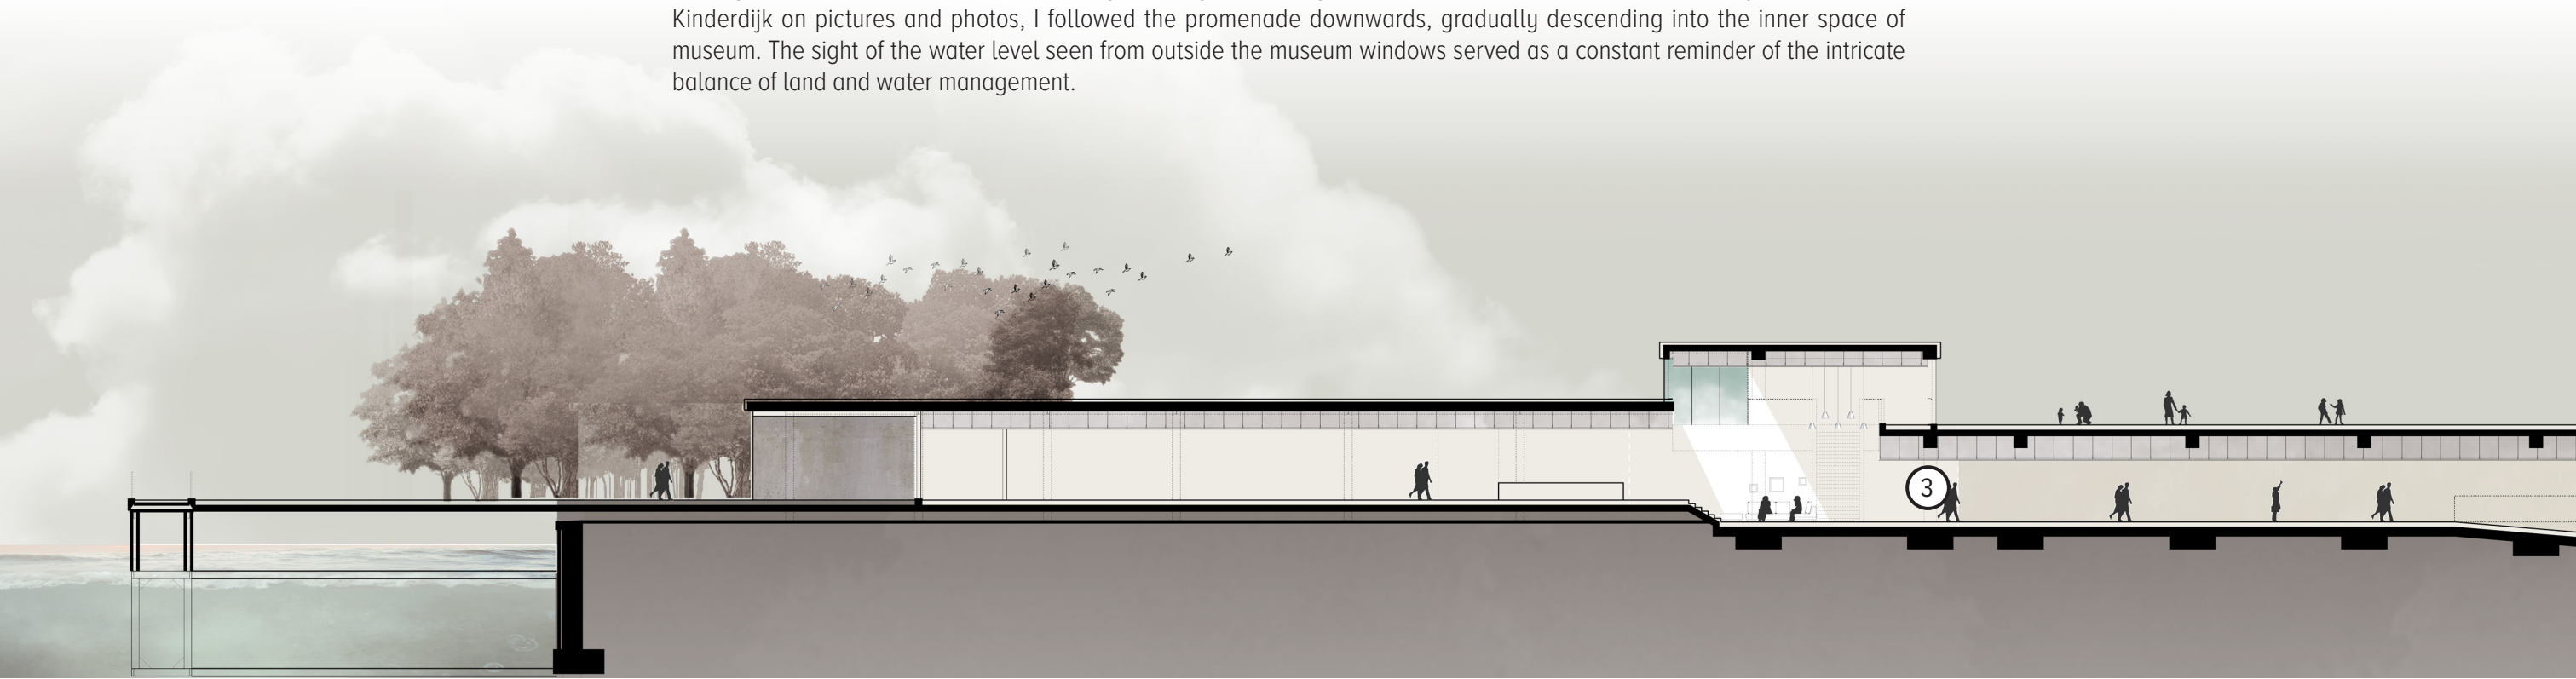 Kinderdijk on pictures and photos, I followed the promenade downwards, gradually descending into the inner space of
museum. The sight of the water level seen from outside the museum windows served as a constant reminder of the intricate
balance of land and water management.
3